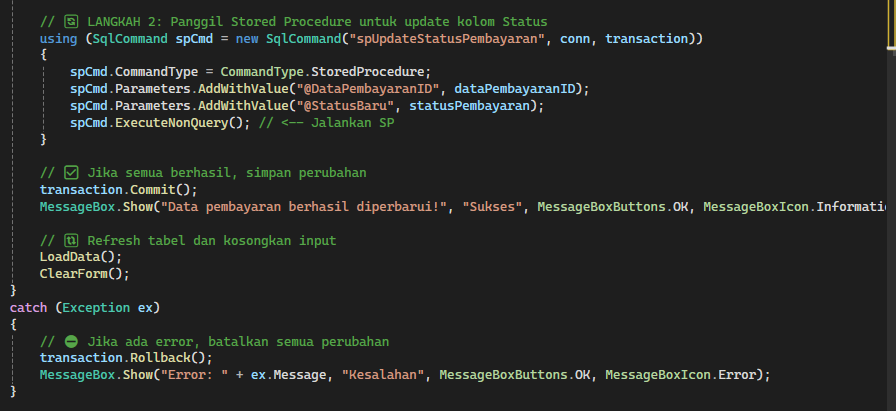 // 🔄 LANGKAH 2: Panggil Stored Procedure untuk update kolom Status
using (SqlCommand spCmd = new SqlCommand("spUpdateStatusPembayaran", conn, transaction))
{
spCmd.CommandType = CommandType.StoredProcedure;
spCmd.Parameters.AddWithValue("@DataPembayaranID", dataPembayaranID);
spCmd.Parameters.AddWithValue("@StatusBaru", statusPembayaran);
spCmd.ExecuteNonQuery(); // <-- Jalankan SP
}
// ✅ Jika semua berhasil, simpan perubahan
transaction.Commit();
MessageBox.Show("Data pembayaran berhasil diperbarui!", "Sukses", MessageBoxButtons.OK, MessageBoxIcon.Informati
// 🔃 Refresh tabel dan kosongkan input
LoadData();
ClearForm();
}
catch (Exception ex)
{
// ⛔ Jika ada error, batalkan semua perubahan
transaction.Rollback();
MessageBox.Show("Error: " + ex.Message, "Kesalahan", MessageBoxButtons.OK, MessageBoxIcon.Error);
}